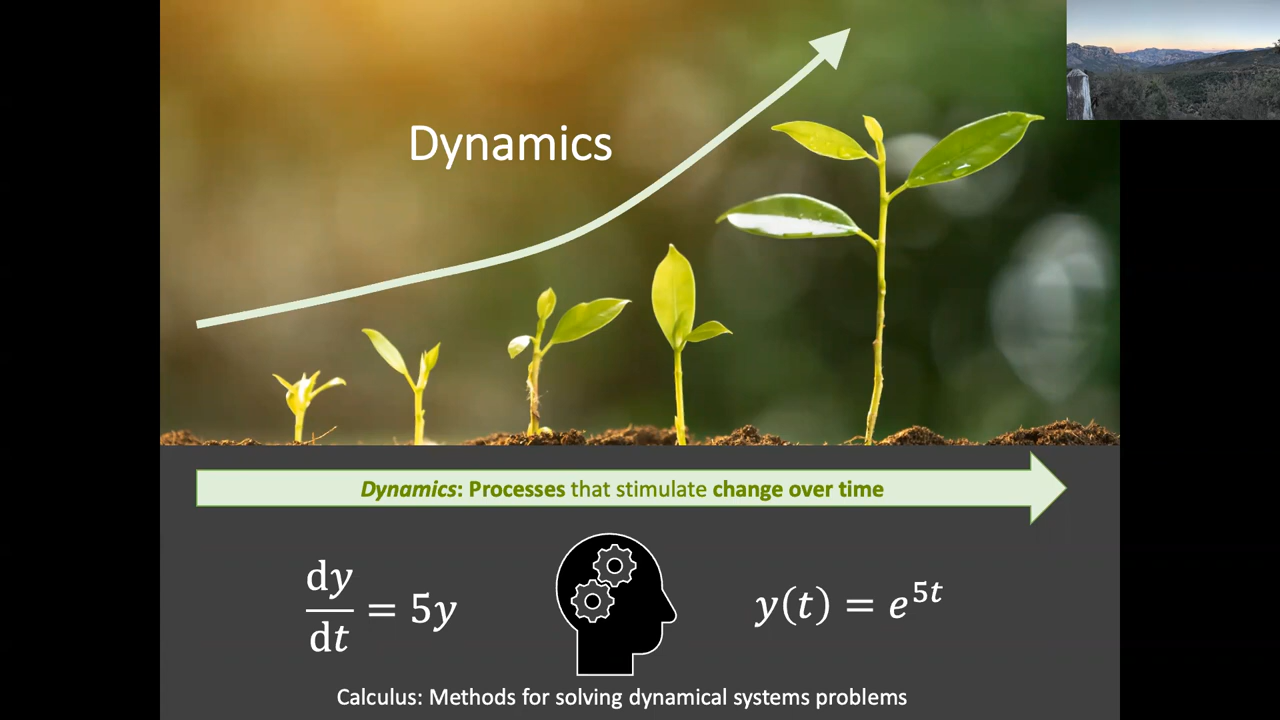 Dynamics
Dynamics: Processes that stimulate change over time
dy/dt = 5y
y(t) = e^{5t}
Calculus: Methods for solving dynamical systems problems